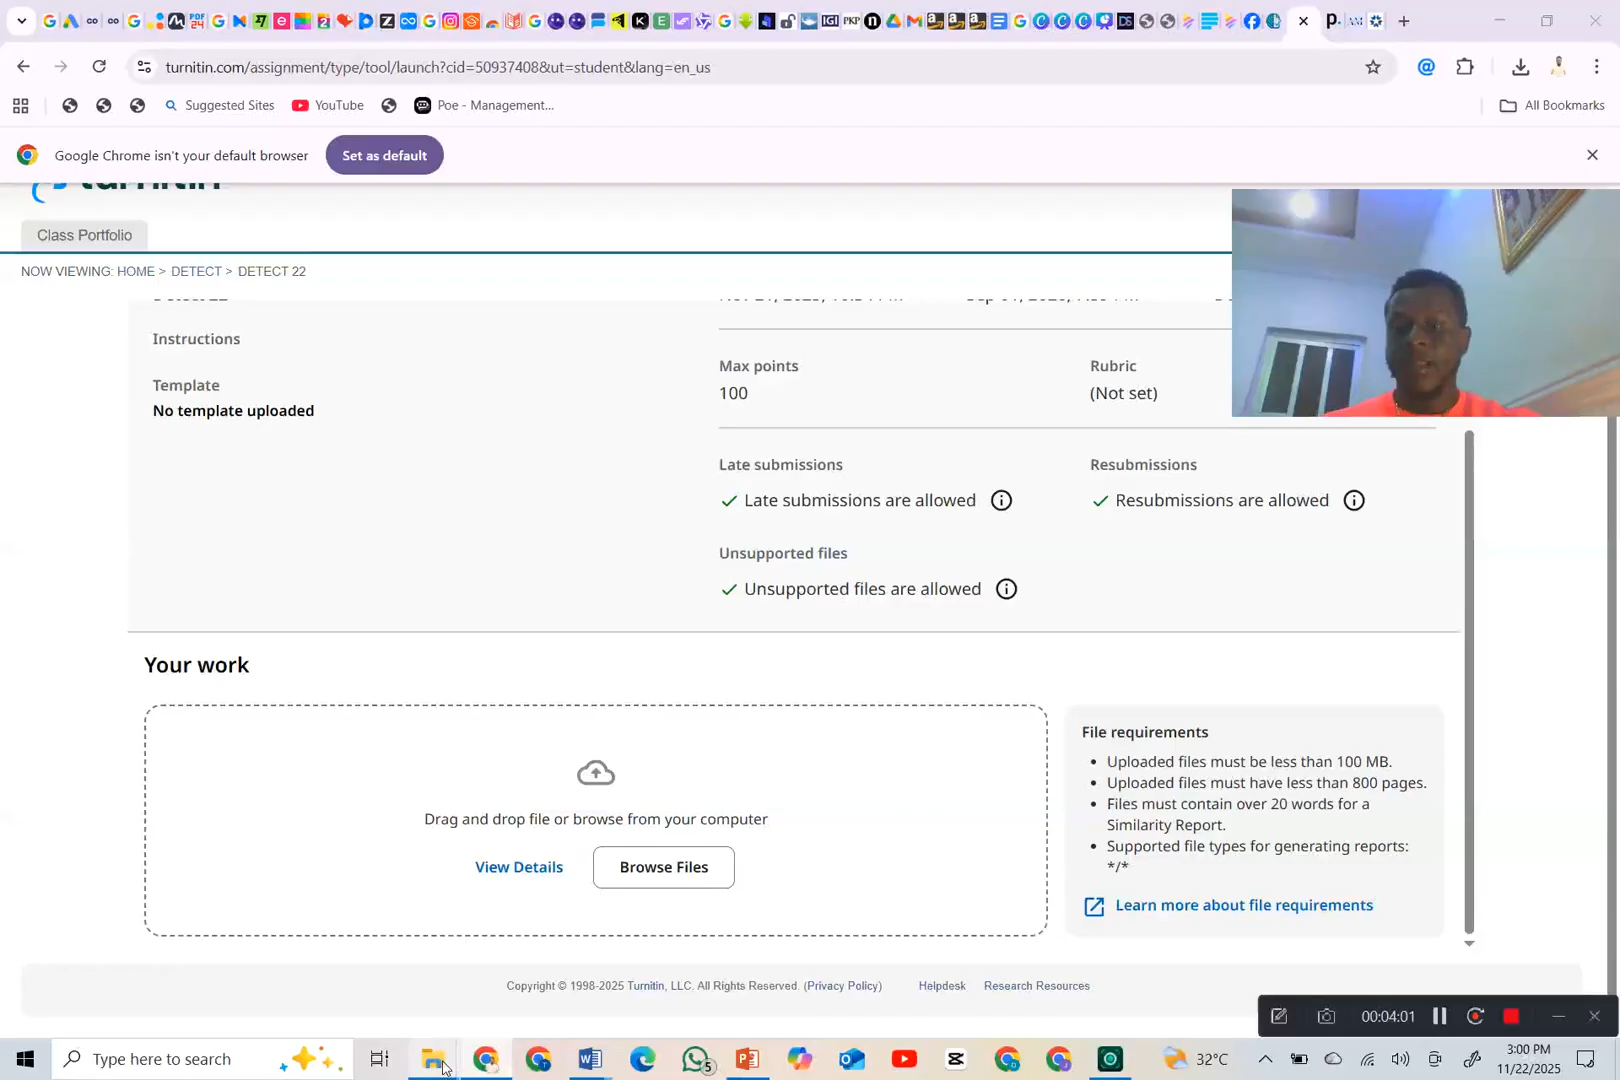 turnitin.com/assignment/type/tool/launch?cid=50937408&ut=student&lang=en_us
Suggested Sites
YouTube
Poe - Management...
All Bookmarks
Google Chrome isn't your default browser
Set as default
turnitin
Class Portfolio
NOW VIEWING: HOME > DETECT > DETECT 22
Instructions
Template
No template uploaded
Max points
100
Rubric
(Not set)
Late submissions
Late submissions are allowed
Resubmissions
Resubmissions are allowed
Unsupported files
Unsupported files are allowed
Your work
Drag and drop file or browse from your computer
View Details
Browse Files
File requirements
• Uploaded files must be less than 100 MB.
• Uploaded files must have less than 800 pages.
• Files must contain over 20 words for a
Similarity Report.
• Supported file types for generating reports:
*/*
Learn more about file requirements
Copyright © 1998-2025 Turnitin, LLC. All Rights Reserved. (Privacy Policy)
Helpdesk
Research Resources
00:04:01
Type here to search
5
32°C
3:00 PM
11/22/2025